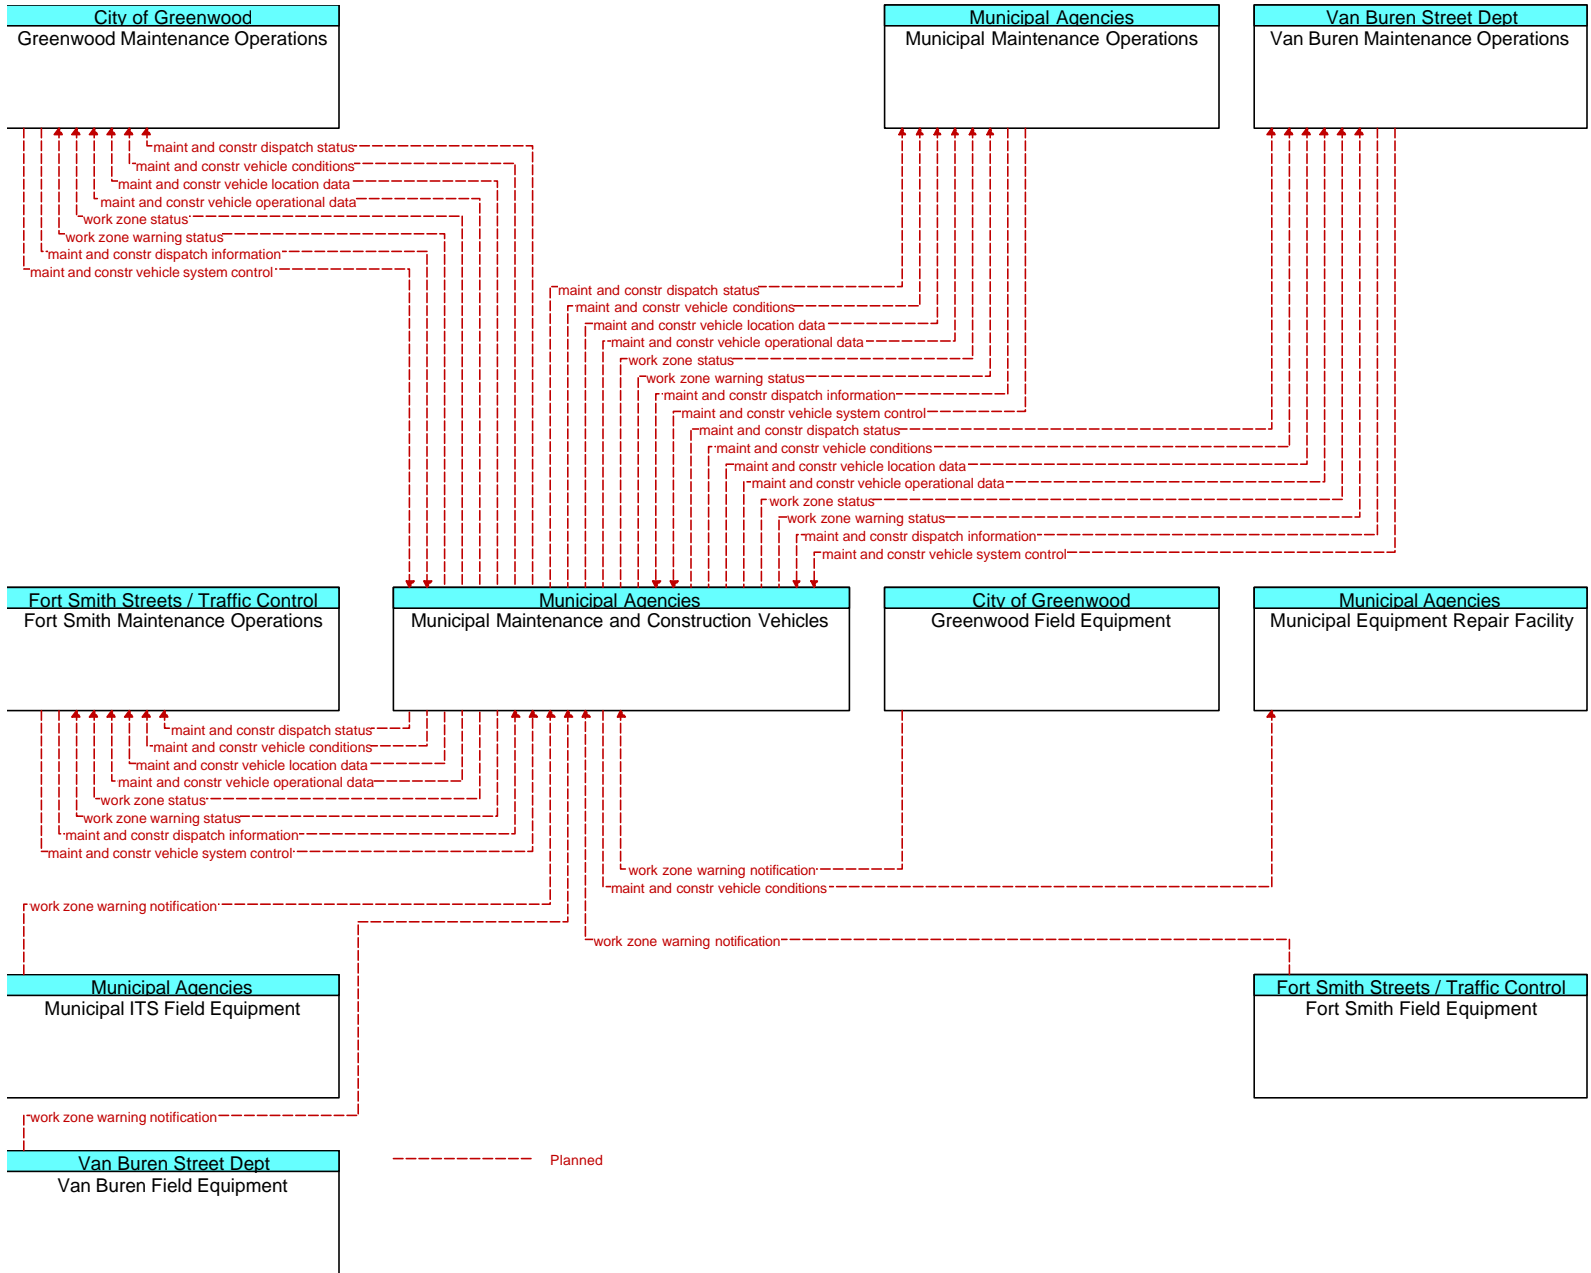 City of Greenwood
Greenwood Maintenance Operations
Municipal Agencies
Municipal Maintenance Operations
Van Buren Street Dept
Van Buren Maintenance Operations
maint and constr dispatch status
maint and constr vehicle conditions
maint and constr vehicle location data
maint and constr vehicle operational data
work zone status
work zone warning status
maint and constr dispatch information
maint and constr vehicle system control
maint and constr dispatch status
maint and constr vehicle conditions
maint and constr vehicle location data
maint and constr vehicle operational data
work zone status
work zone warning status
maint and constr dispatch information
maint and constr vehicle system control
maint and constr dispatch status
maint and constr vehicle conditions
maint and constr vehicle location data
maint and constr vehicle operational data
work zone status
work zone warning status
maint and constr dispatch information
maint and constr vehicle system control
Fort Smith Streets / Traffic Control
Fort Smith Maintenance Operations
Municipal Agencies
Municipal Maintenance and Construction Vehicles
City of Greenwood
Greenwood Field Equipment
Municipal Agencies
Municipal Equipment Repair Facility
maint and constr dispatch status
maint and constr vehicle conditions
maint and constr vehicle location data
maint and constr vehicle operational data
work zone status
work zone warning status
maint and constr dispatch information
maint and constr vehicle system control
work zone warning notification
maint and constr vehicle conditions
work zone warning notification
work zone warning notification
Municipal Agencies
Municipal ITS Field Equipment
Fort Smith Streets / Traffic Control
Fort Smith Field Equipment
work zone warning notification
Van Buren Street Dept
Van Buren Field Equipment
Planned